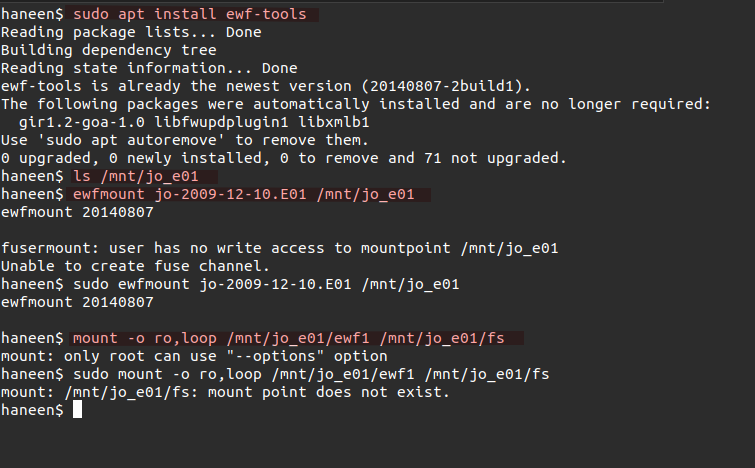 haneen$ sudo apt install ewf-tools
Reading package lists... Done
Building dependency tree
Reading state information... Done
ewf-tools is already the newest version (20140807-2build1).
The following packages were automatically installed and are no longer required:
  gir1.2-goa-1.0 libfwupdplugin1 libxmlb1
Use 'sudo apt autoremove' to remove them.
0 upgraded, 0 newly installed, 0 to remove and 71 not upgraded.
haneen$ ls /mnt/jo_e01
haneen$ ewfmount jo-2009-12-10.E01 /mnt/jo_e01
ewfmount 20140807

fusermount: user has no write access to mountpoint /mnt/jo_e01
Unable to create fuse channel.
haneen$ sudo ewfmount jo-2009-12-10.E01 /mnt/jo_e01
ewfmount 20140807

haneen$ mount -o ro,loop /mnt/jo_e01/ewf1 /mnt/jo_e01/fs
mount: only root can use "--options" option
haneen$ sudo mount -o ro,loop /mnt/jo_e01/ewf1 /mnt/jo_e01/fs
mount: /mnt/jo_e01/fs: mount point does not exist.
haneen$